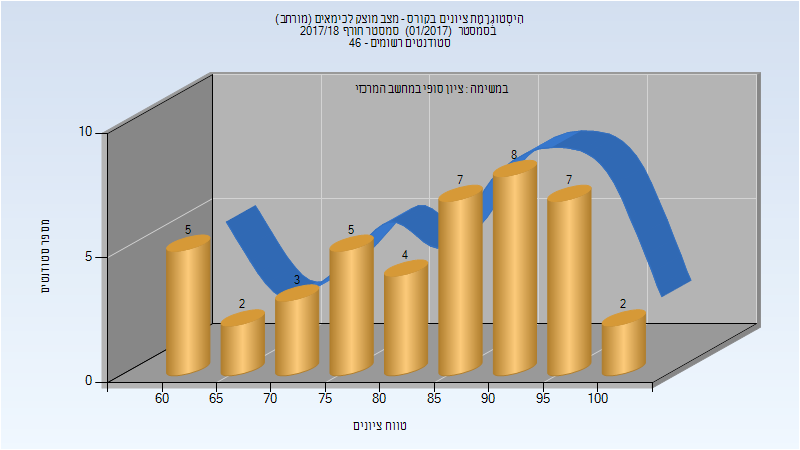 היסטוגרמת ציונים בקורס - מצב מוצק לכימאים (מורחב)
בסמסטר (01/2017) סמסטר חורף 2017/18
סטודנטים רשומים - 46
במשימה : ציון סופי במחשב המרכזי
מספר סטודנטים
10
5
0
5
2
3
5
4
7
8
7
2
60 65 70 75 80 85 90 95 100
טווח ציונים